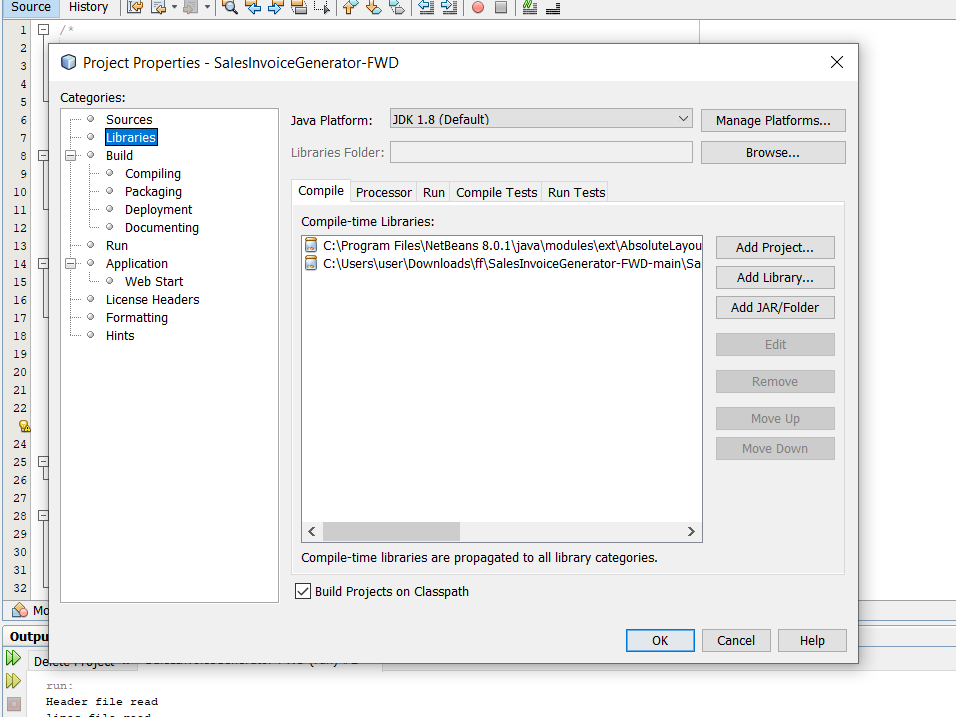 Source History
1 /*
2
3
4
5
6
7
8
9
10
11
12
13
14
15
16
17
18
19
20
21
22
24
25
26
27
28
29
30
31
32
Project Properties - SalesInvoiceGenerator-FWD
Categories:
Sources
Libraries
Build
Compiling
Packaging
Deployment
Documenting
Run
Application
Web Start
License Headers
Formatting
Hints
Java Platform: JDK 1.8 (Default) Manage Platforms...
Libraries Folder: Browse...
Compile Processor Run Compile Tests Run Tests
Compile-time Libraries:
C:\Program Files\NetBeans 8.0.1\java\modules\ext\AbsoluteLayou
C:\Users\user\Downloads\ff\SalesInvoiceGenerator-FWD-main\Sa
Add Project...
Add Library...
Add JAR/Folder
Edit
Remove
Move Up
Move Down
Compile-time libraries are propagated to all library categories.
Build Projects on Classpath
OK Cancel Help
Mo
Outpu
Delete Project
run:
Header file read
lines file read